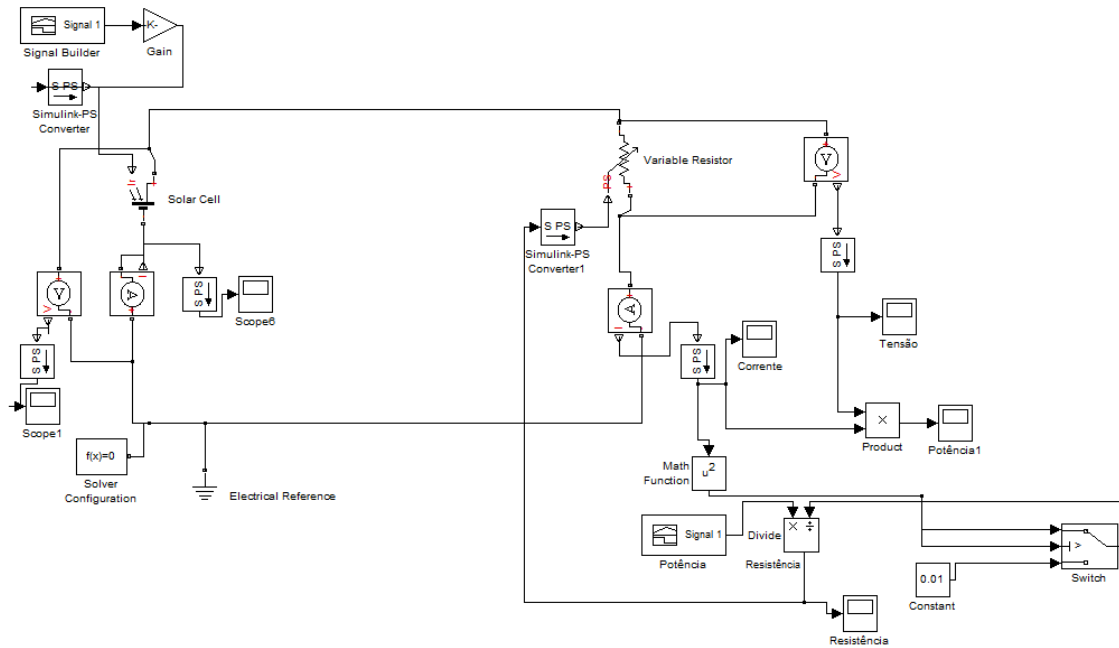 Signal 1
Signal Builder
K-
Gain
S PS
Simulink-PS
Converter
Ir
+
Solar Cell
PS
+
Variable Resistor
+
V
V
S PS
Simulink-PS
Converter1
+
V
V
I
A
+
S PS
Scope6
S PS
Scope1
+
A
I
S PS
Corrente
S PS
Tensão
×
Product
Potência1
f(x)=0
Solver
Configuration
Electrical Reference
Math
Function
u2
Signal 1
Potência
Divide
× ÷
Resistência
0.01
Constant
>
Switch
Resistência